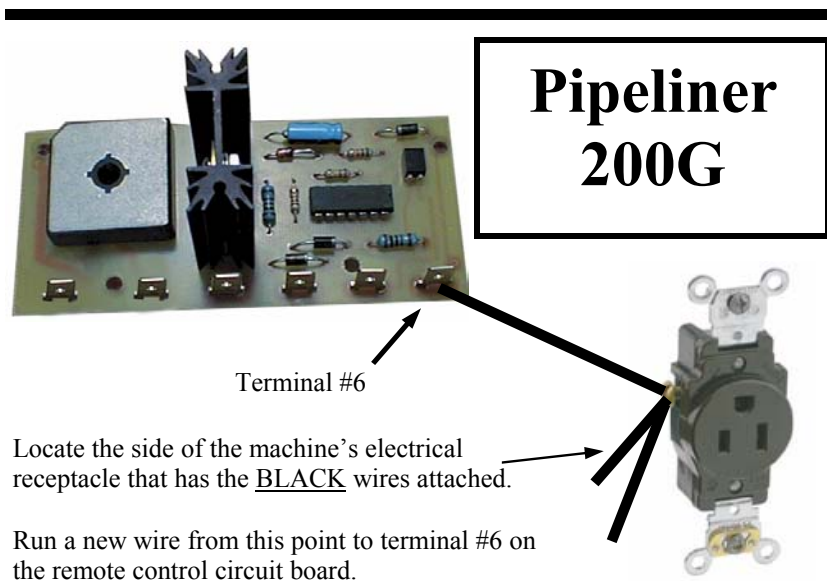 Pipeliner
200G
Terminal #6
Locate the side of the machine’s electrical
receptacle that has the BLACK wires attached.
Run a new wire from this point to terminal #6 on
the remote control circuit board.